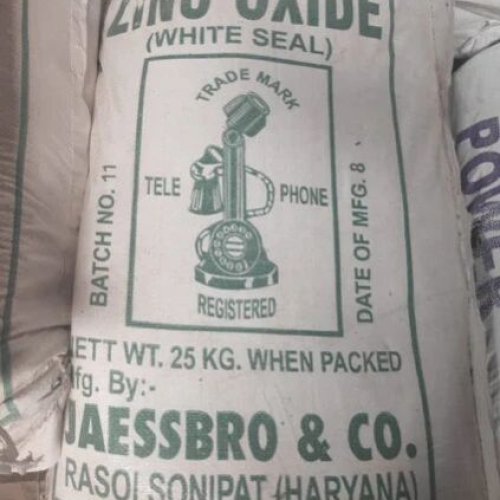 ZINC OXIDE
(WHITE SEAL)
TRADE MARK
TELE PHONE
REGISTERED
BATCH NO. 11
DATE OF MFG. 8
NETT WT. 25 KG. WHEN PACKED
Mfg. By:-
JAESSBRO & CO.
RASOI SONIPAT (HARYANA)
POWDER